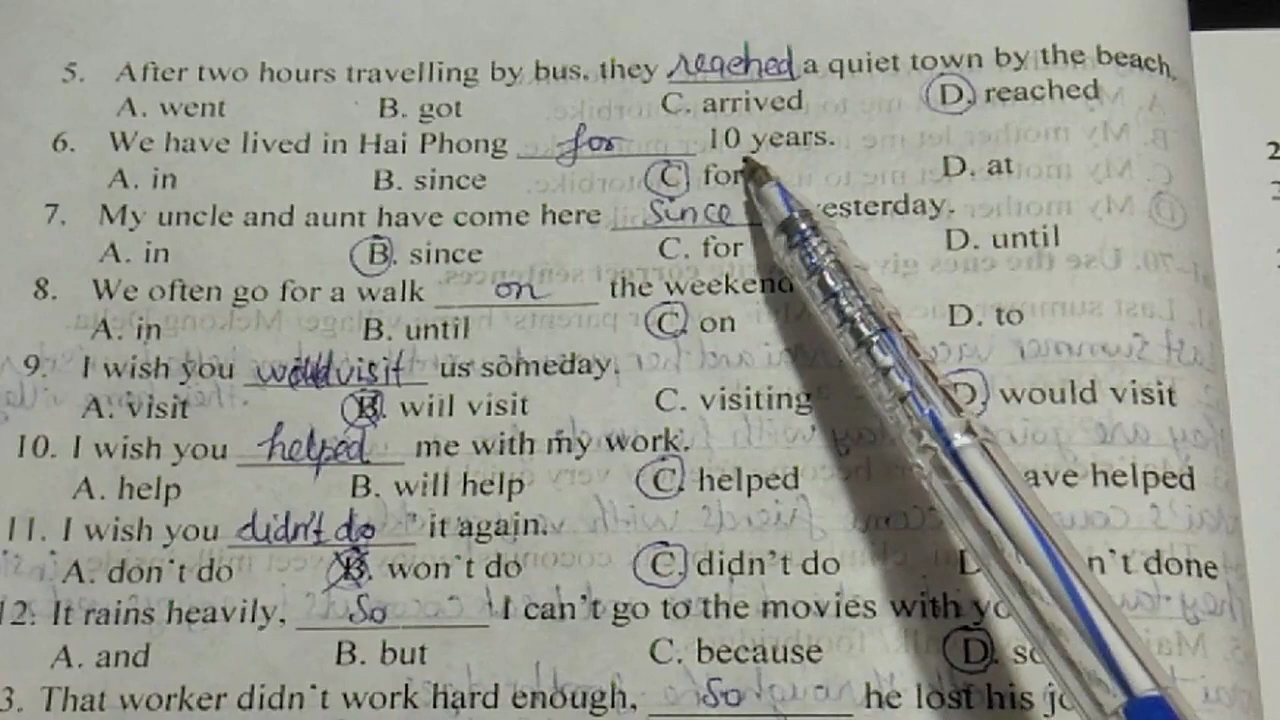 5. After two hours travelling by bus, they reached a quiet town by the beach.
A. went B. got C. arrived D. reached
6. We have lived in Hai Phong for 10 years.
A. in B. since C. for D. at
7. My uncle and aunt have come here since esterday.
A. in B. since C. for D. until
8. We often go for a walk on the weekend
A. in B. until C. on D. to
9. I wish you would visit us someday.
A. visit B. will visit C. visiting D. would visit
10. I wish you helped me with my work.
A. help B. will help C. helped ave helped
11. I wish you didn't do it again.
A. don't do B. won't do C. didn't do D n't done
12. It rains heavily, So I can't go to the movies with yo
A. and B. but C. because D. so
3. That worker didn't work hard enough, So he lost his jo
2